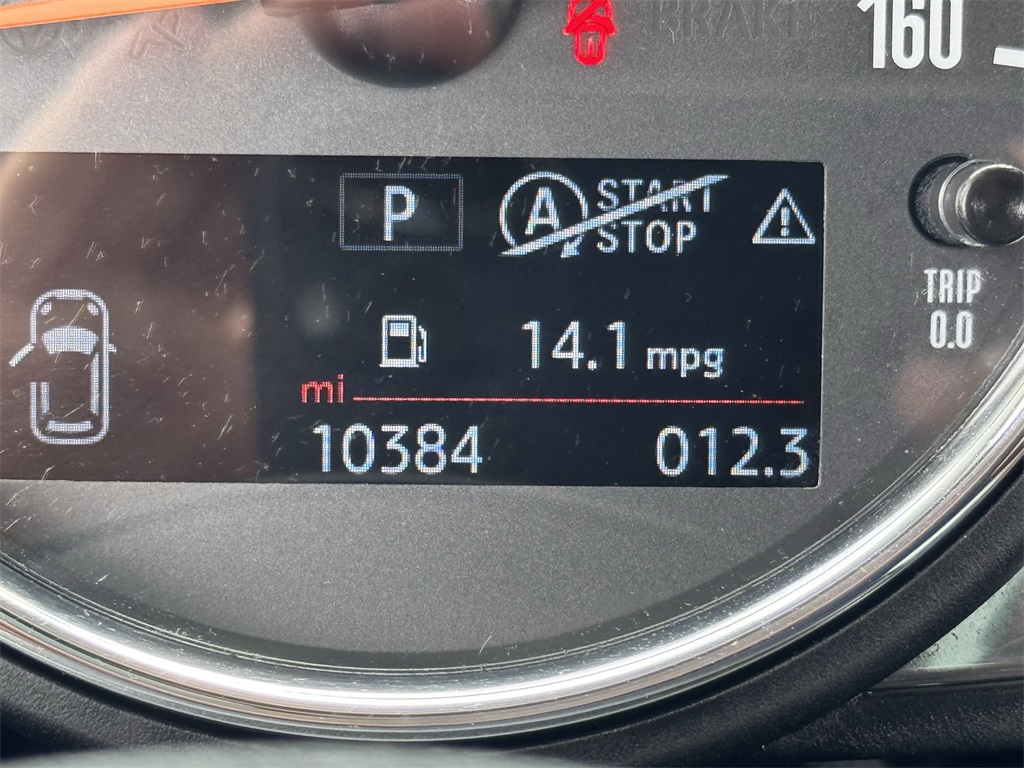 BRAKE 160
P A START STOP
TRIP
0.0
14.1 mpg
mi
10384 012.3